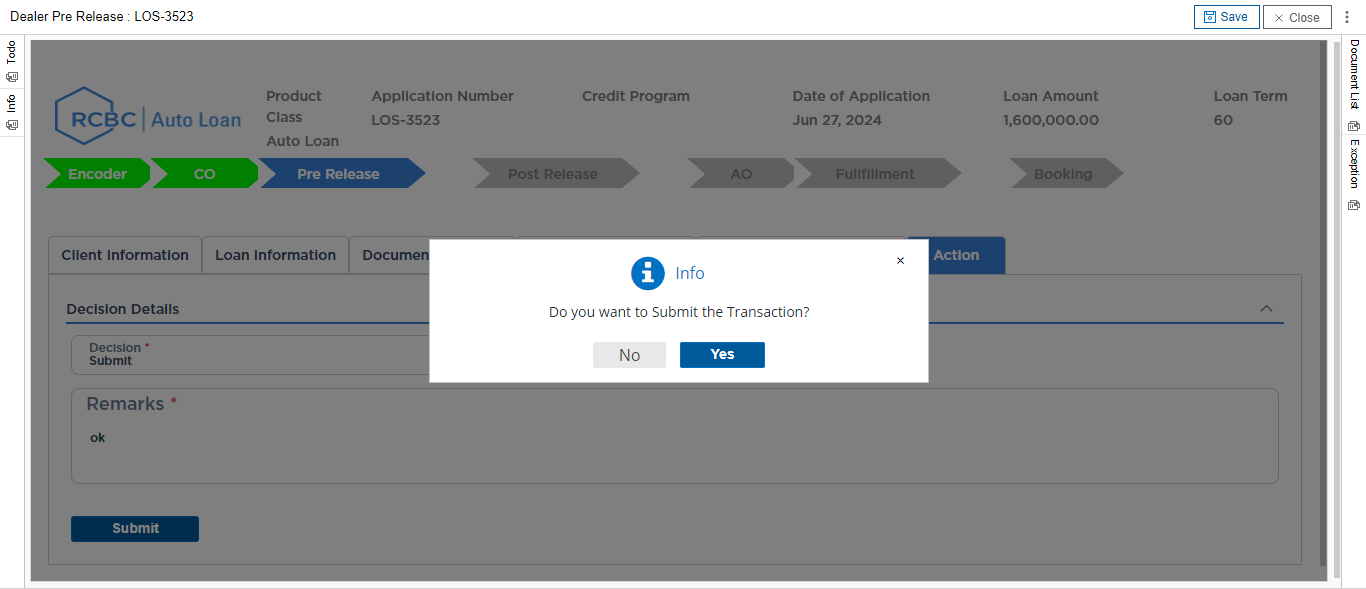 Dealer Pre Release : LOS-3523
Save
Close
Todo
Info
Document List
Exception
RCBC | Auto Loan
Product Class
Auto Loan
Application Number
LOS-3523
Credit Program
Date of Application
Jun 27, 2024
Loan Amount
1,600,000.00
Loan Term
60
Encoder
CO
Pre Release
Post Release
AO
Fullfillment
Booking
Client Information
Loan Information
Documen
Action
Info
×
Do you want to Submit the Transaction?
No
Yes
Decision Details
Decision *
Submit
Remarks *
ok
Submit